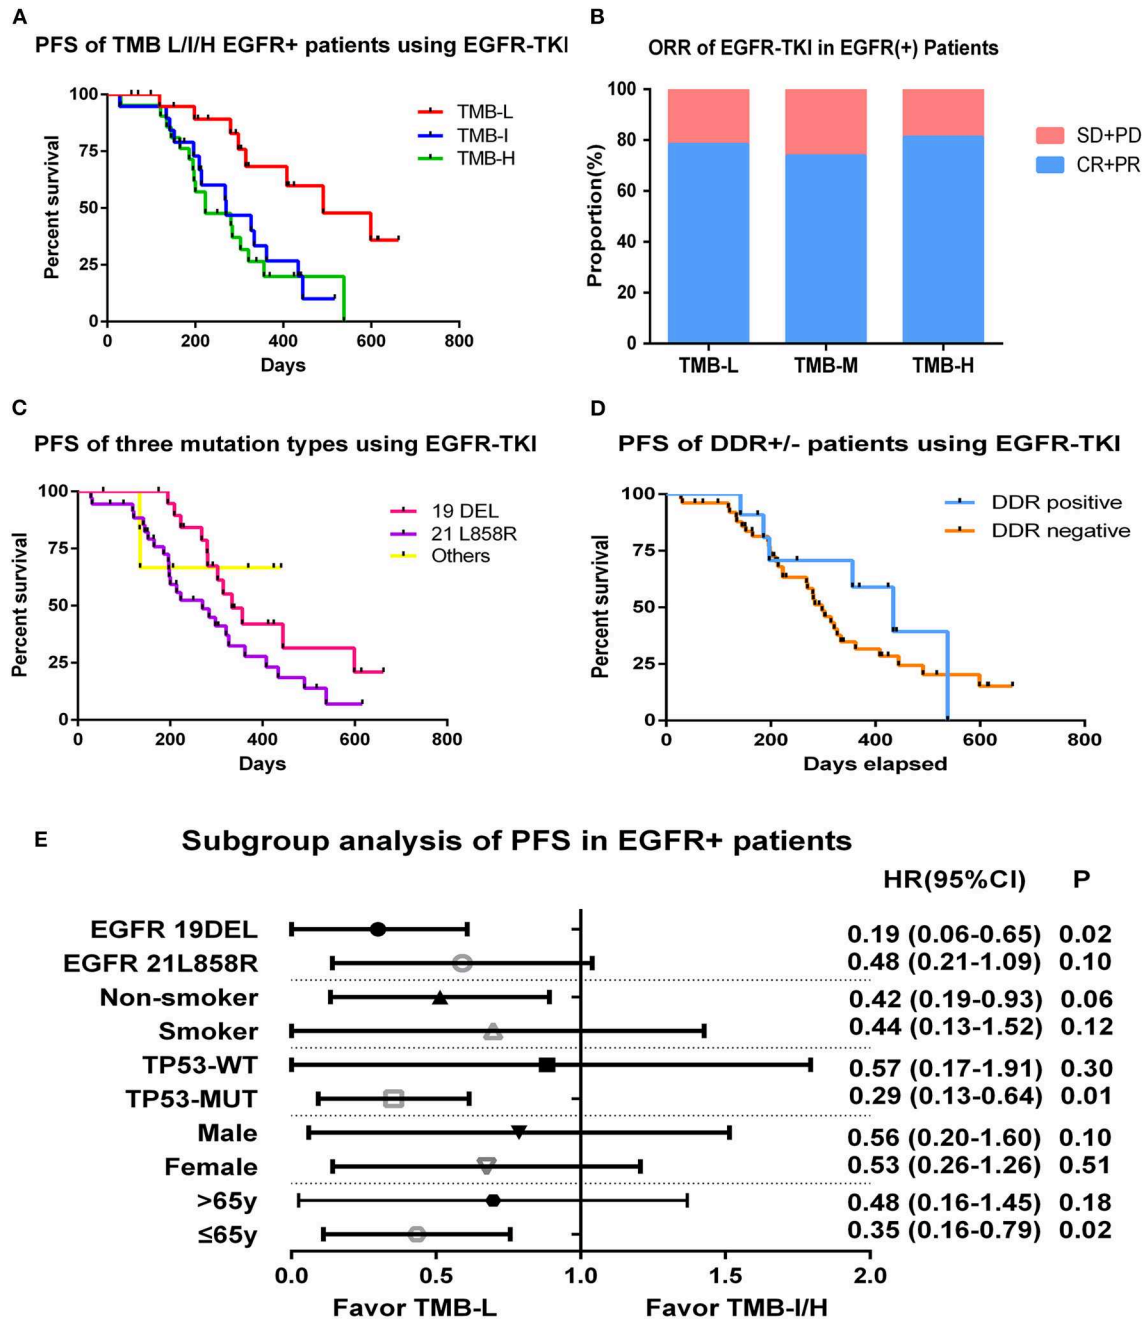 A
PFS of TMB L/I/H EGFR+ patients using EGFR-TKI
100
75
50
25
0
Percent survival
0 200 400 600 800
Days
TMB-L
TMB-I
TMB-H
B
ORR of EGFR-TKI in EGFR(+) Patients
100
80
60
40
20
0
Proportion(%)
TMB-L TMB-M TMB-H
SD+PD
CR+PR
C
PFS of three mutation types using EGFR-TKI
100
75
50
25
0
Percent survival
0 200 400 600 800
Days
19 DEL
21 L858R
Others
D
PFS of DDR+/- patients using EGFR-TKI
100
75
50
25
0
Percent survival
0 200 400 600 800
Days elapsed
DDR positive
DDR negative
E
Subgroup analysis of PFS in EGFR+ patients
HR(95%CI) P
EGFR 19DEL 0.19 (0.06-0.65) 0.02
EGFR 21L858R 0.48 (0.21-1.09) 0.10
Non-smoker 0.42 (0.19-0.93) 0.06
Smoker 0.44 (0.13-1.52) 0.12
TP53-WT 0.57 (0.17-1.91) 0.30
TP53-MUT 0.29 (0.13-0.64) 0.01
Male 0.56 (0.20-1.60) 0.10
Female 0.53 (0.26-1.26) 0.51
>65y 0.48 (0.16-1.45) 0.18
≤65y 0.35 (0.16-0.79) 0.02
0.0 0.5 1.0 1.5 2.0
Favor TMB-L Favor TMB-I/H